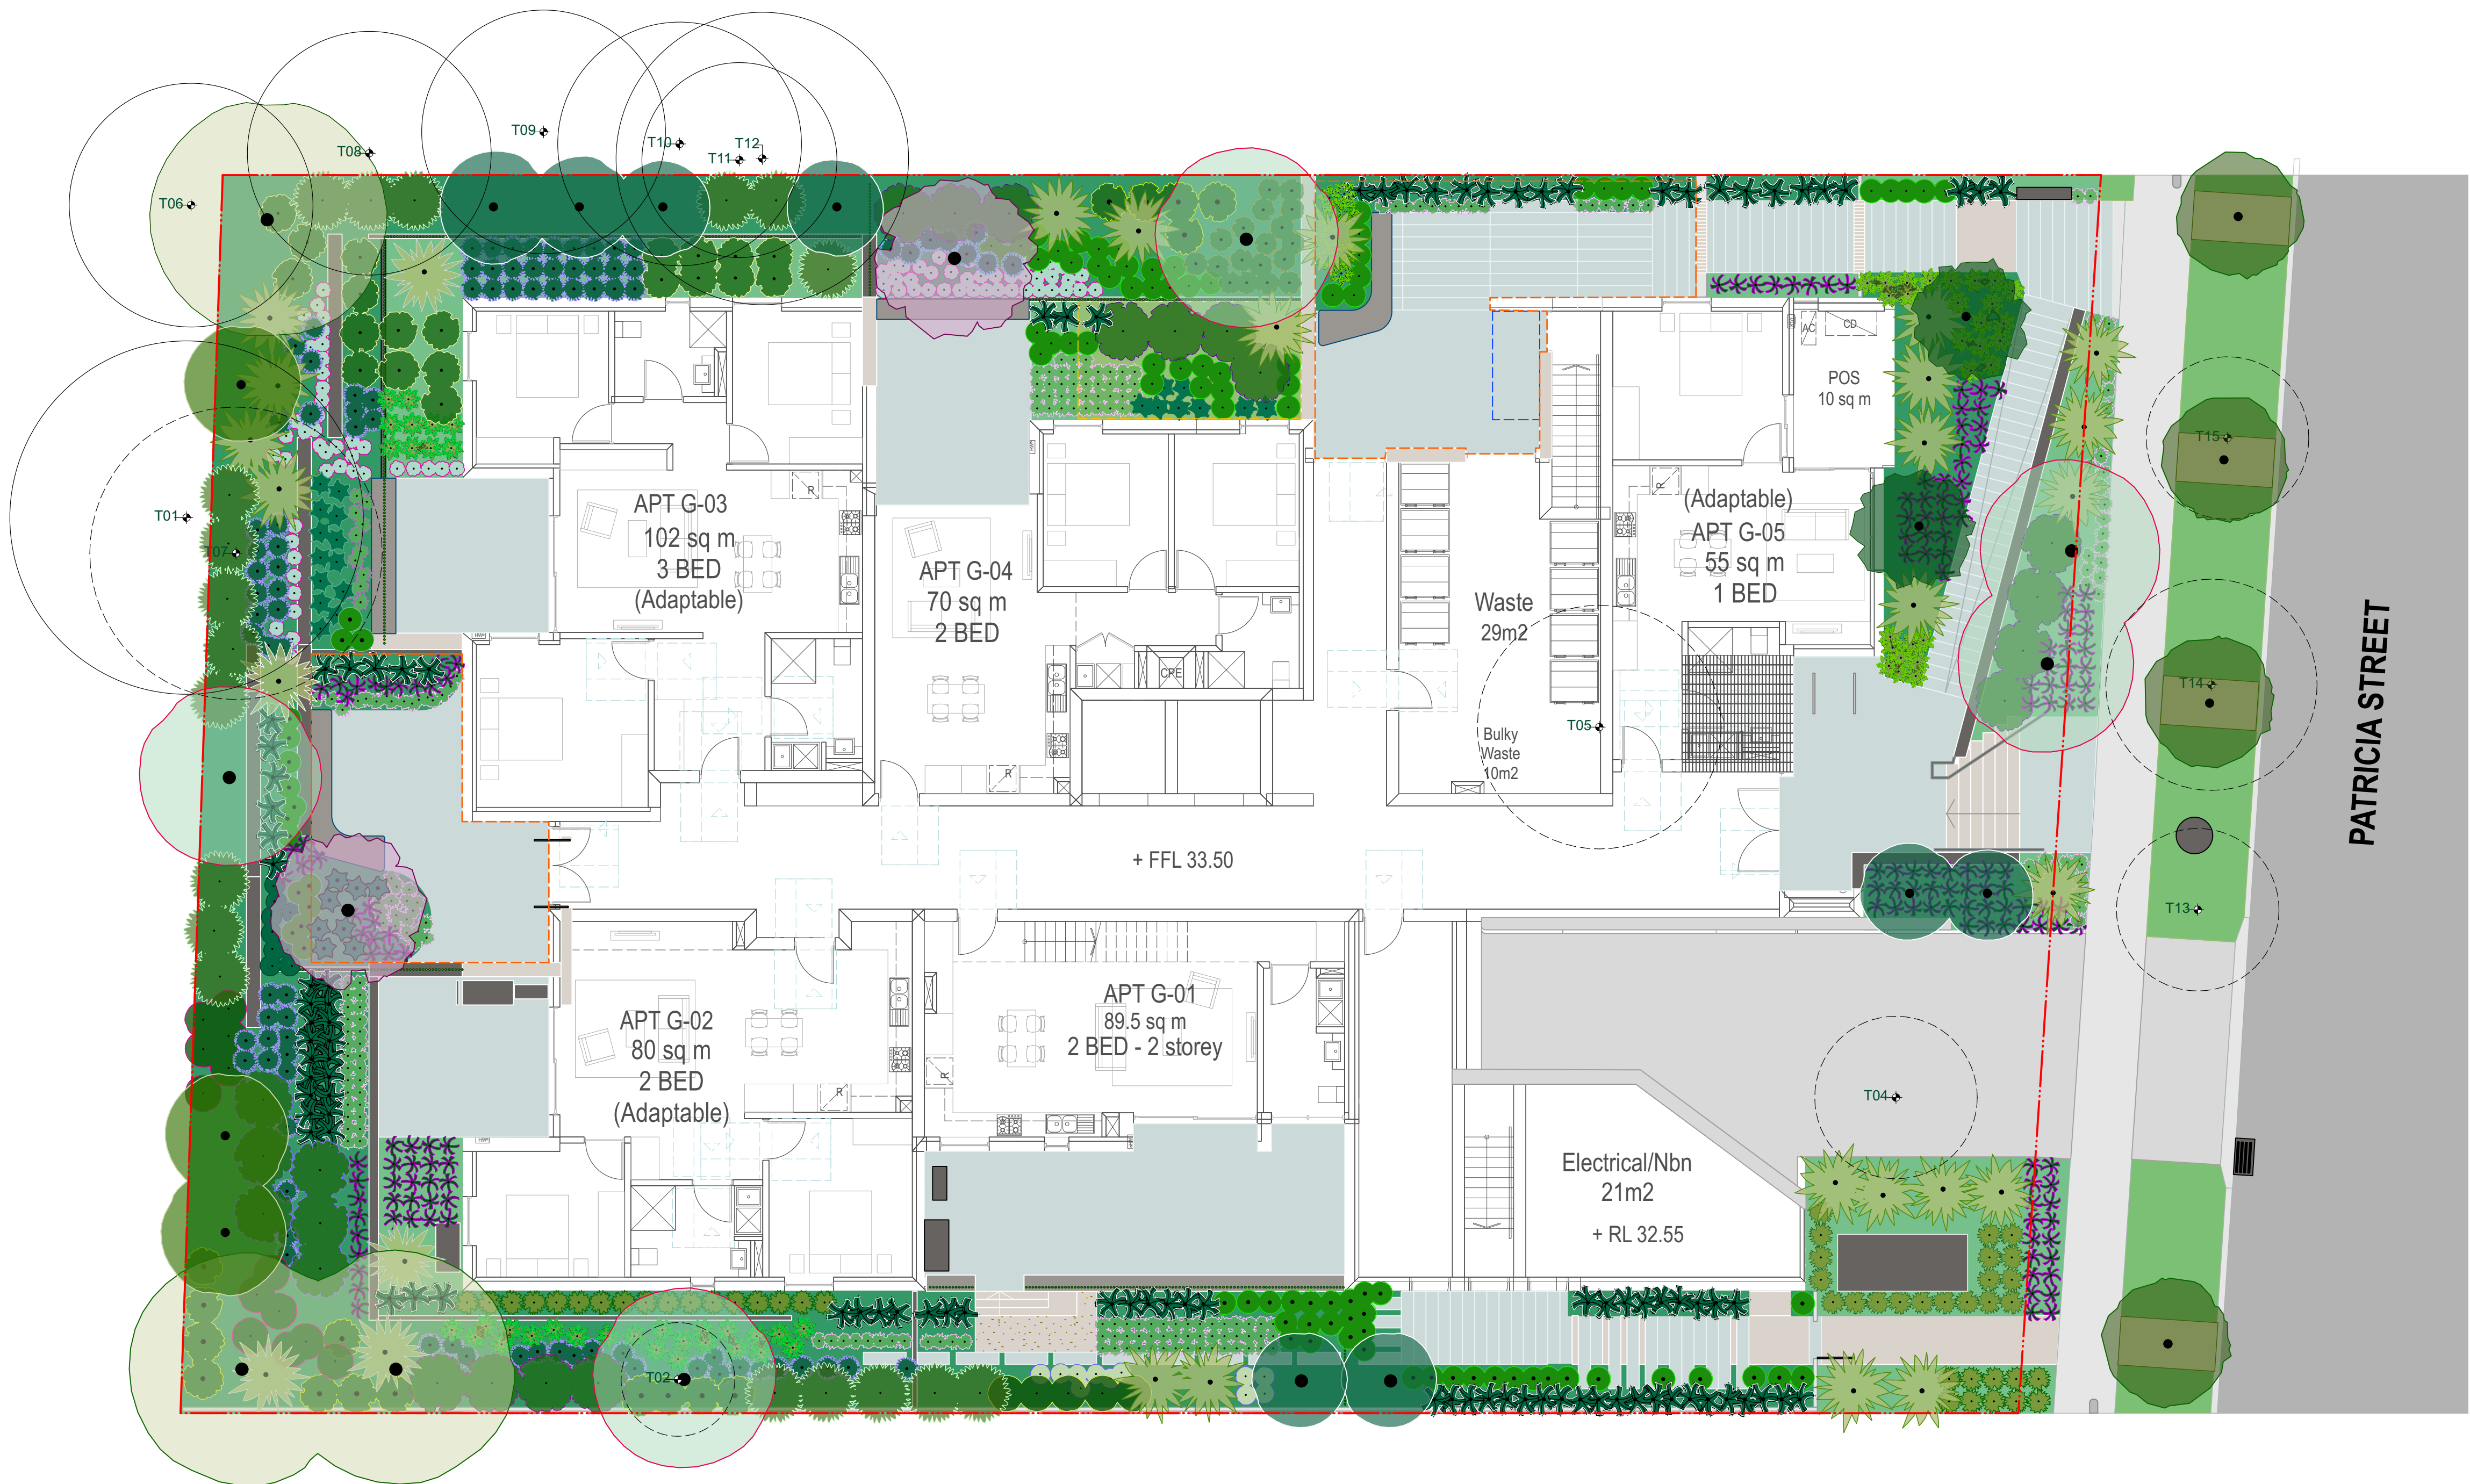 T09
T10
T12
T08
T11
T06
AC
CD
POS
10 sq m
T15
R
R
APT G-03
102 sq m
3 BED
(Adaptable)
(Adaptable)
APT G-05
55 sq m
1 BED
T01
T07
APT G-04
70 sq m
2 BED
Waste
29m2
CPE
T14
PATRICIA STREET
T05
Bulky
Waste
10m2
R
+ FFL 33.50
T13
APT G-02
80 sq m
2 BED
(Adaptable)
APT G-01
89.5 sq m
2 BED - 2 storey
R
R
T04
Electrical/Nbn
21m2
+ RL 32.55
T02